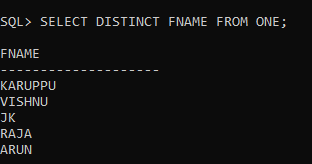 SQL> SELECT DISTINCT FNAME FROM ONE;
FNAME
--------------------
KARUPPU
VISHNU
JK
RAJA
ARUN